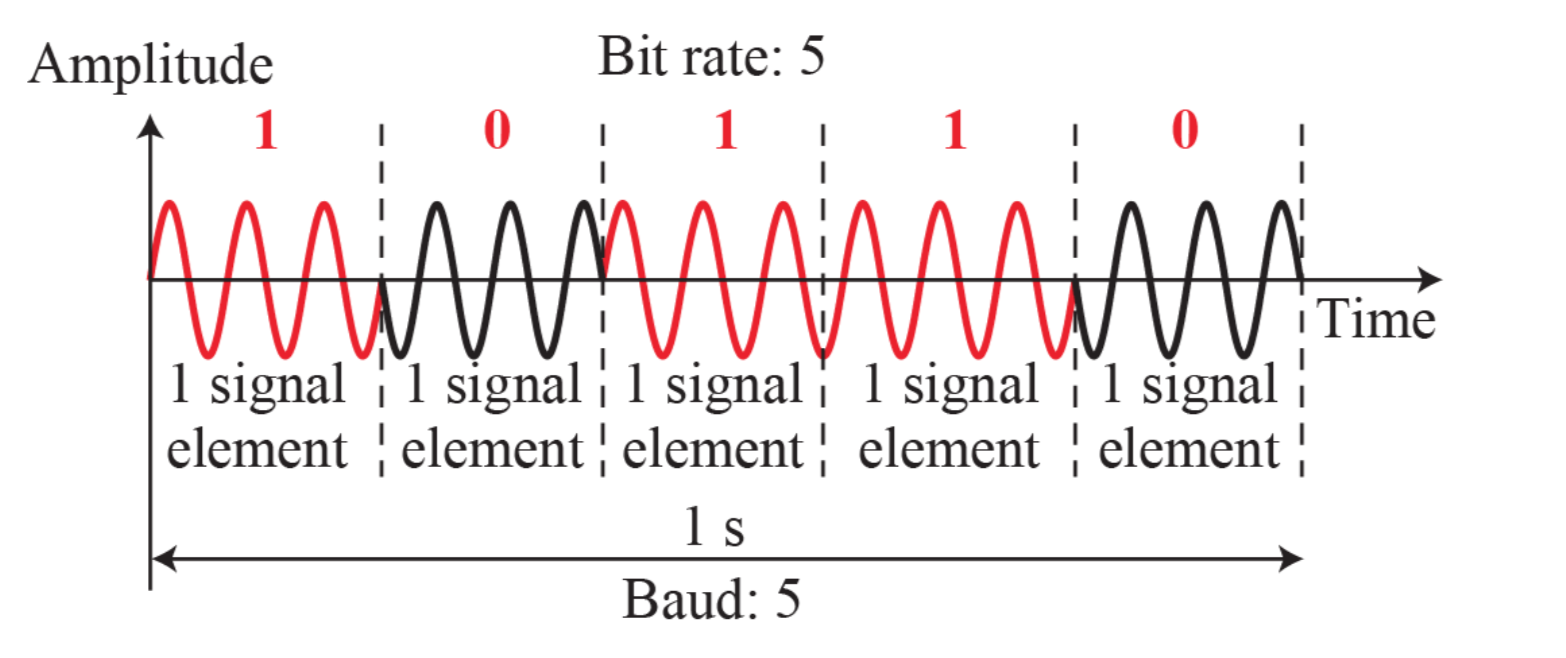 Amplitude
Bit rate: 5
1 0 1 1 0
Time
1 signal element
1 signal element
1 signal element
1 signal element
1 signal element
1 s
Baud: 5